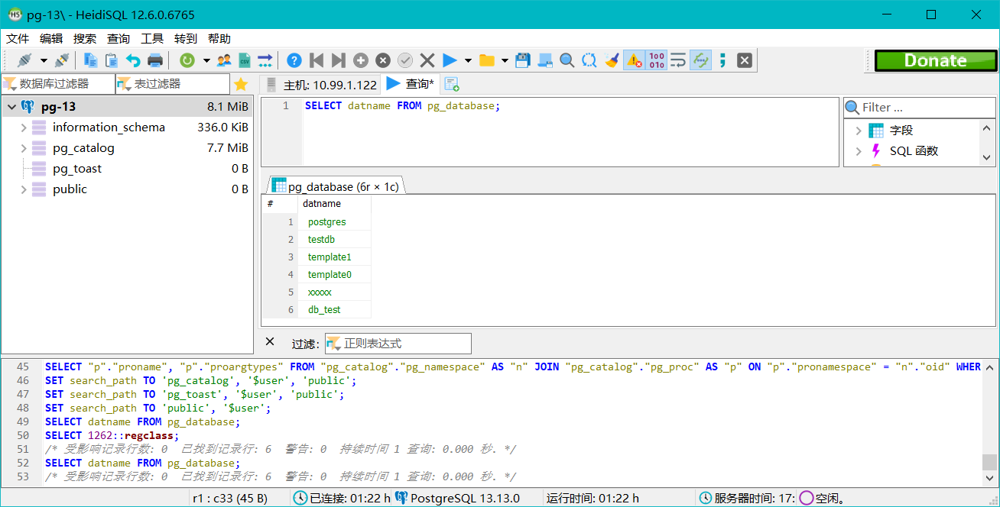 HS pg-13\ - HeidiSQL 12.6.0.6765
文件 编辑 搜索 查询 工具 转到 帮助
Donate
数据库过滤器 表过滤器
主机: 10.99.1.122 查询*
pg-13 8.1 MiB
information_schema 336.0 KiB
pg_catalog 7.7 MiB
pg_toast 0 B
public 0 B
1 SELECT datname FROM pg_database;
Filter ...
字段
SQL 函数
pg_database (6r × 1c)
# datname
1 postgres
2 testdb
3 template1
4 template0
5 xxxxx
6 db_test
过滤: 正则表达式
45 SELECT "p"."proname", "p"."proargtypes" FROM "pg_catalog"."pg_namespace" AS "n" JOIN "pg_catalog"."pg_proc" AS "p" ON "p"."pronamespace" = "n"."oid" WHER
46 SET search_path TO 'pg_catalog', '$user', 'public';
47 SET search_path TO 'pg_toast', '$user', 'public';
48 SET search_path TO 'public', '$user';
49 SELECT datname FROM pg_database;
50 SELECT 1262::regclass;
51 /* 受影响记录行数: 0 已找到记录行: 6 警告: 0 持续时间 1 查询: 0.000 秒. */
52 SELECT datname FROM pg_database;
53 /* 受影响记录行数: 0 已找到记录行: 6 警告: 0 持续时间 1 查询: 0.000 秒. */
r1 : c33 (45 B) 已连接: 01:22 h PostgreSQL 13.13.0 运行时间: 01:22 h 服务器时间: 17: 空闲。